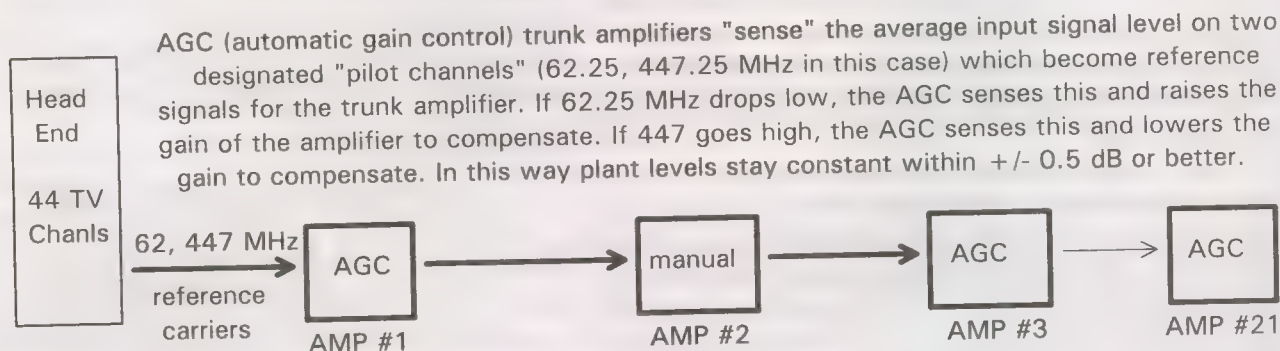 AGC (automatic gain control) trunk amplifiers "sense" the average input signal level on two
designated "pilot channels" (62.25, 447.25 MHz in this case) which become reference
signals for the trunk amplifier. If 62.25 MHz drops low, the AGC senses this and raises the
gain of the amplifier to compensate. If 447 goes high, the AGC senses this and lowers the
gain to compensate. In this way plant levels stay constant within +/- 0.5 dB or better.
Head
End
44 TV
Chanls
62, 447 MHz
reference
carriers
AGC
AMP #1
manual
AMP #2
AGC
AMP #3
AGC
AMP #21